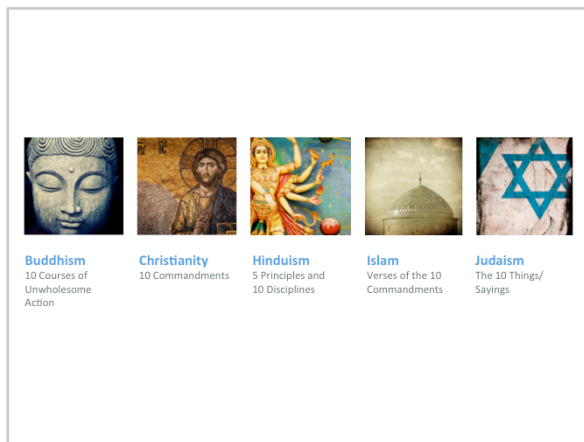 Buddhism
10 Courses of
Unwholesome
Action
Christianity
10 Commandments
Hinduism
5 Principles and
10 Disciplines
Islam
Verses of the 10
Commandments
Judaism
The 10 Things/
Sayings